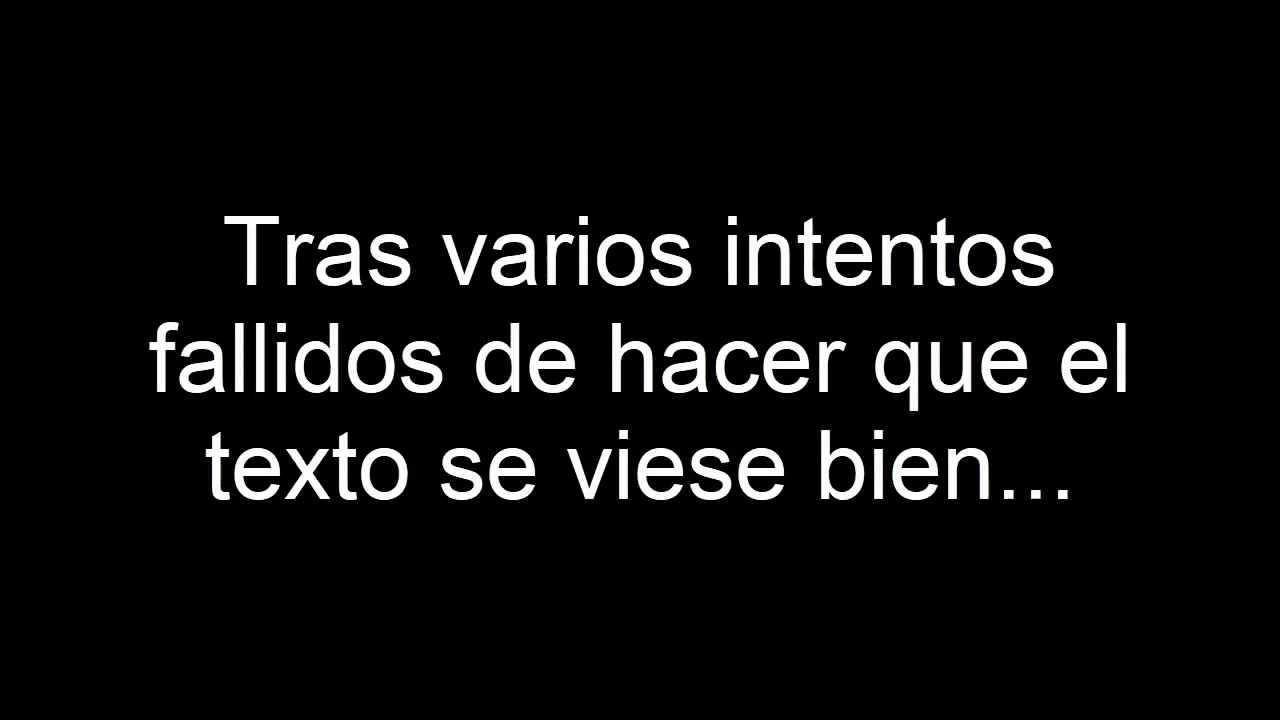 Tras varios intentos
fallidos de hacer que el
texto se viese bien...